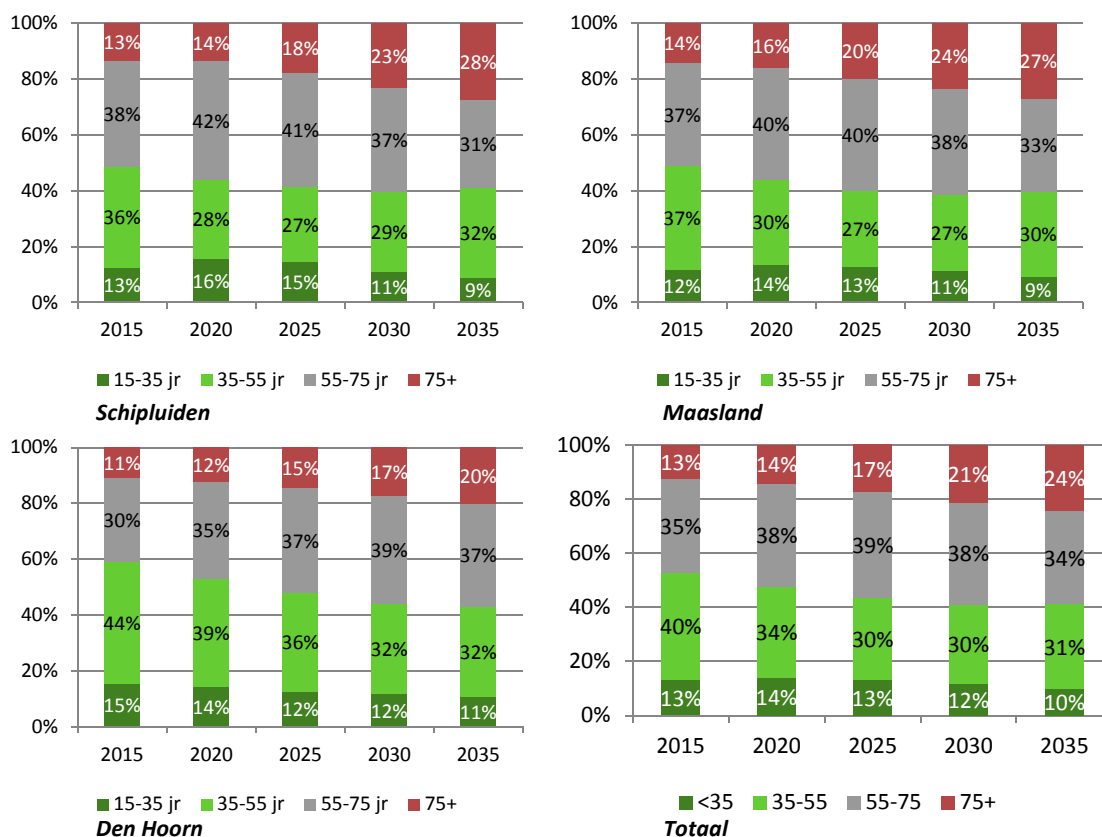 100%
13% 14% 18% 23% 28%
80%
38% 42% 41% 37% 31%
60%
40%
36% 28% 27% 29% 32%
20%
13% 16% 15% 11% 9%
0%
2015 2020 2025 2030 2035
15-35 jr 35-55 jr 55-75 jr 75+
Schipluiden
100%
14% 16% 20% 24% 27%
80%
37% 40% 40% 38% 33%
60%
40%
37% 30% 27% 27% 30%
20%
12% 14% 13% 11% 9%
0%
2015 2020 2025 2030 2035
15-35 jr 35-55 jr 55-75 jr 75+
Maasland
100%
11% 12% 15% 17% 20%
80%
30% 35% 37% 39% 37%
60%
44% 39% 36% 32% 32%
40%
20%
15% 14% 12% 12% 11%
0%
2015 2020 2025 2030 2035
15-35 jr 35-55 jr 55-75 jr 75+
Den Hoorn
100%
13% 14% 17% 21% 24%
80%
35% 38% 39% 38% 34%
60%
40%
40% 34% 30% 30% 31%
20%
13% 14% 13% 12% 10%
0%
2015 2020 2025 2030 2035
<35 35-55 55-75 75+
Totaal